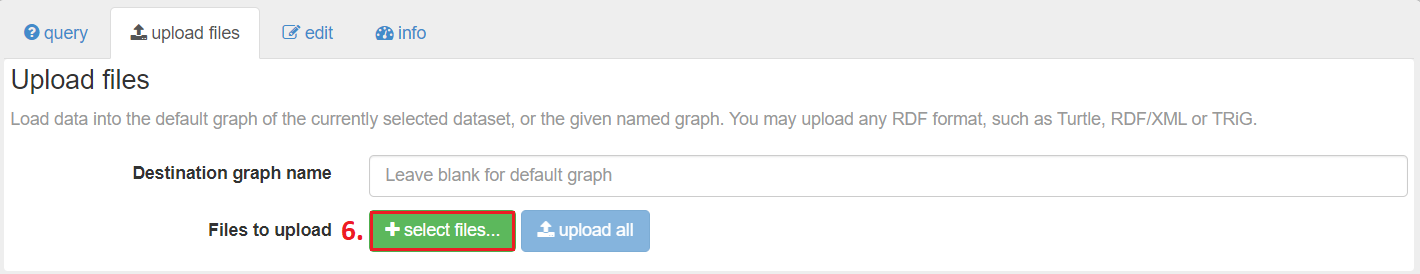 query upload files edit info
Upload files
Load data into the default graph of the currently selected dataset, or the given named graph. You may upload any RDF format, such as Turtle, RDF/XML or TRiG.
Destination graph name Leave blank for default graph
Files to upload 6. select files... upload all